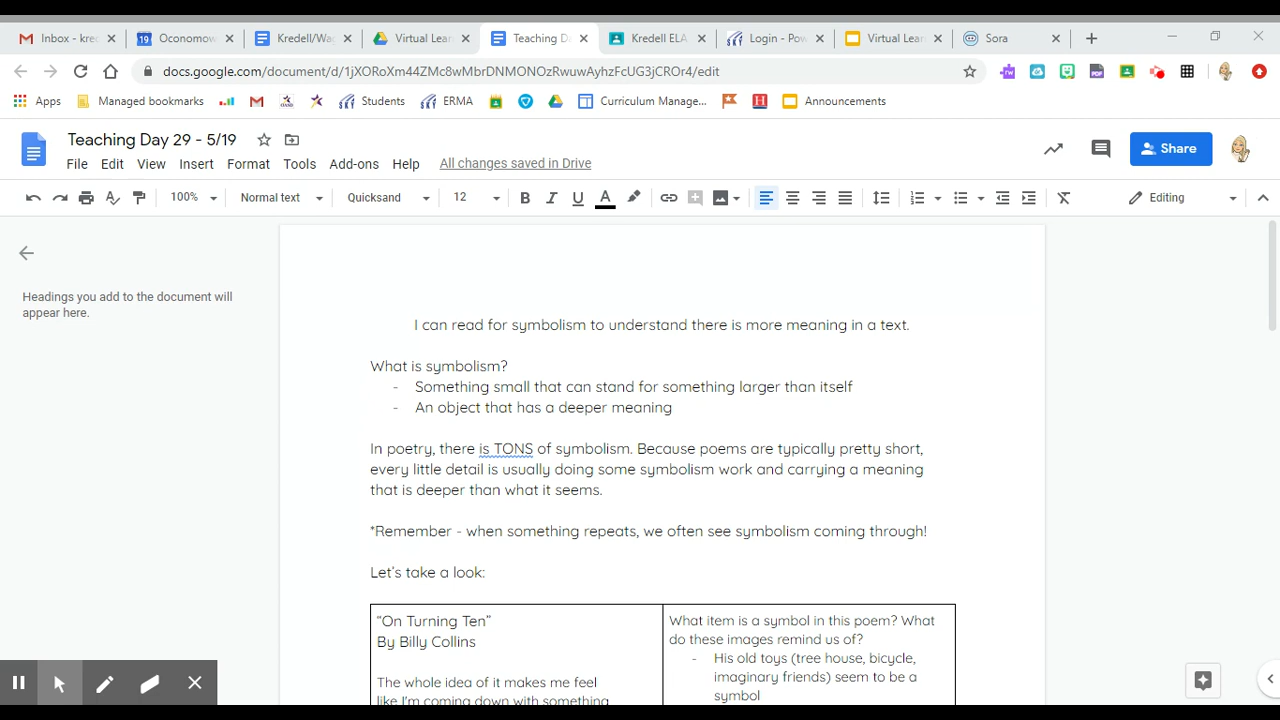 Inbox - kre
Oconomow
Kredell/Wa
Virtual Lear
Teaching D
Kredell ELA
Login - Pow
Virtual Lear
Sora
Apps
Managed bookmarks
Students
ERMA
Curriculum Manage...
Announcements
Teaching Day 29 - 5/19
File Edit View Insert Format Tools Add-ons Help All changes saved in Drive
Share
100% Normal text Quicksand 12 B I U A Editing
Headings you add to the document will
appear here.
I can read for symbolism to understand there is more meaning in a text.
What is symbolism?
- Something small that can stand for something larger than itself
- An object that has a deeper meaning
In poetry, there is TONS of symbolism. Because poems are typically pretty short,
every little detail is usually doing some symbolism work and carrying a meaning
that is deeper than what it seems.
*Remember - when something repeats, we often see symbolism coming through!
Let's take a look:
"On Turning Ten"
By Billy Collins
The whole idea of it makes me feel
like I'm coming down with something
What item is a symbol in this poem? What
do these images remind us of?
- His old toys (tree house, bicycle,
imaginary friends) seem to be a
symbol